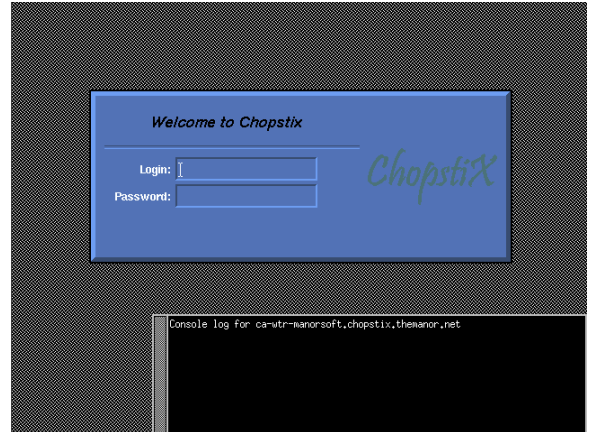 Welcome to Chopstix
Login:
Password:
ChopstiX
Console log for ca-wtr-manorsoft.chopstix.themanor.net